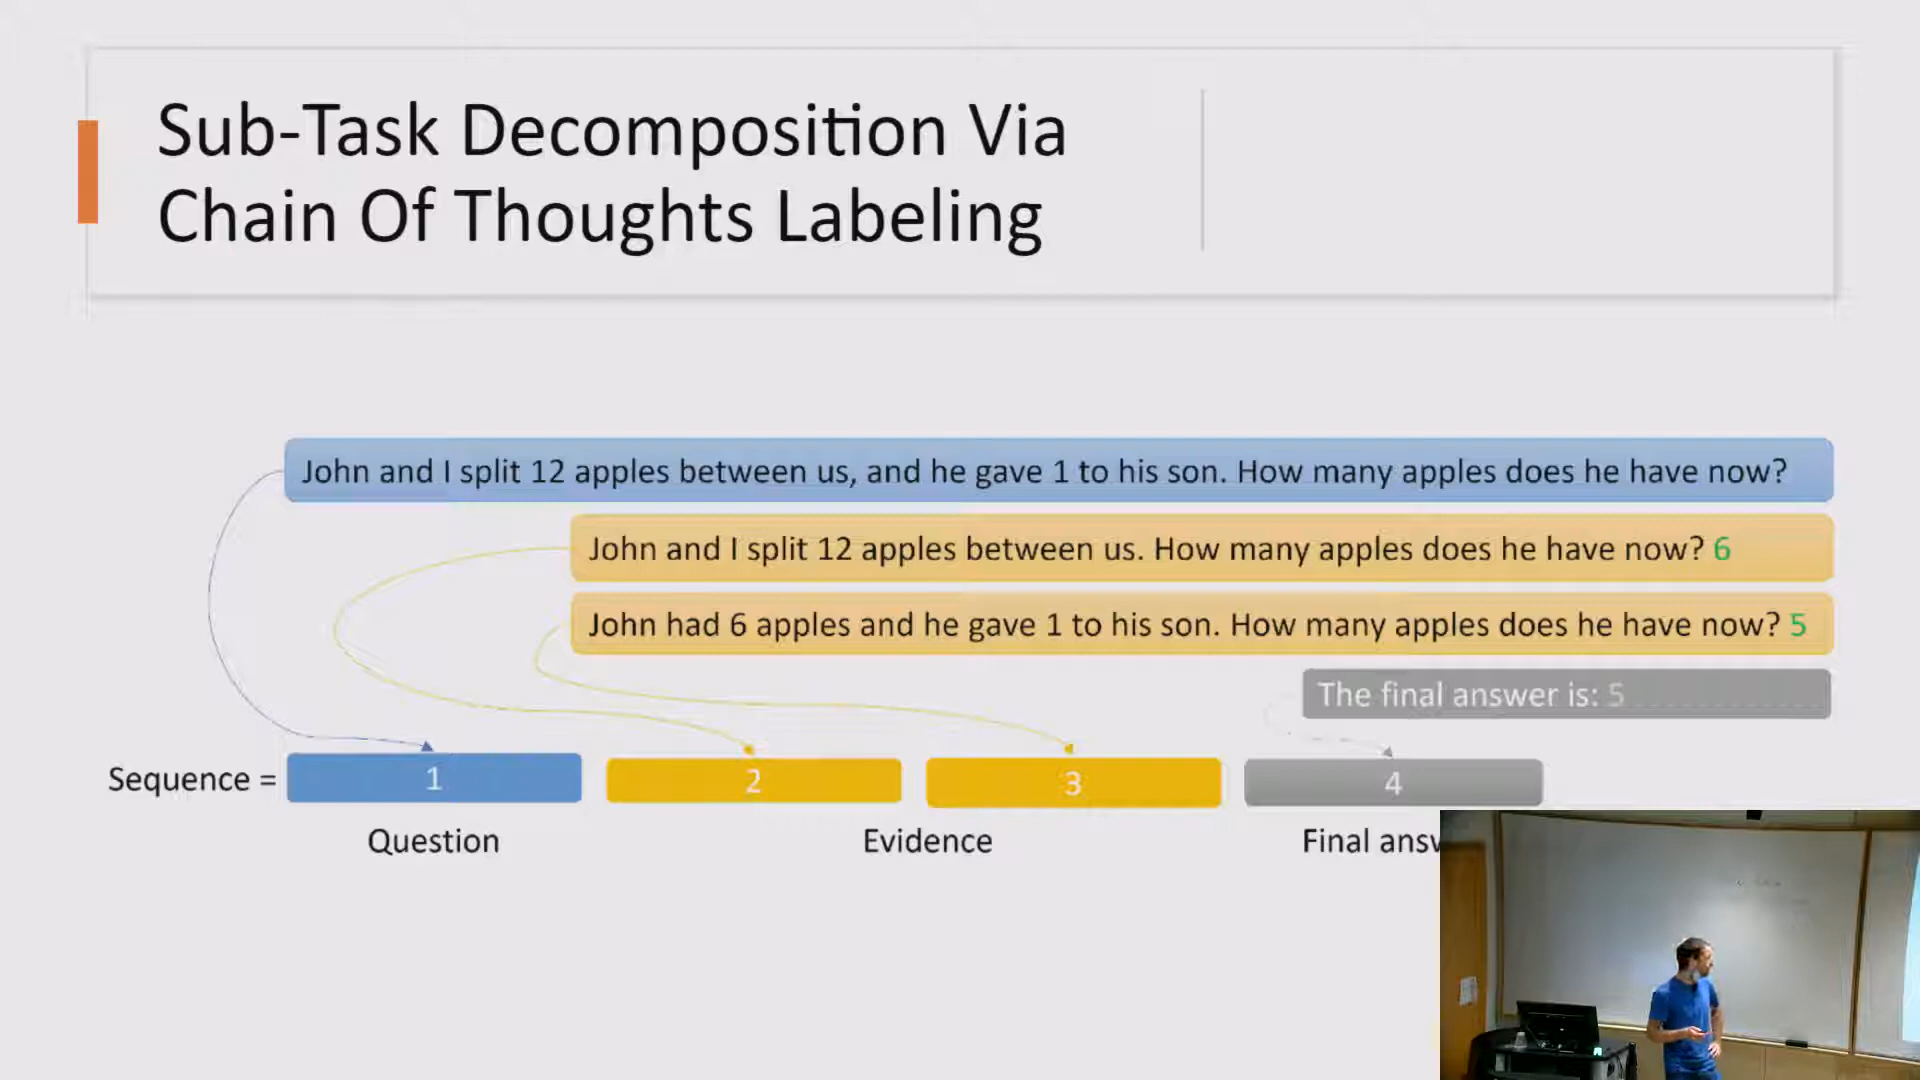 Sub-Task Decomposition Via
Chain Of Thoughts Labeling
John and I split 12 apples between us, and he gave 1 to his son. How many apples does he have now?
John and I split 12 apples between us. How many apples does he have now? 6
John had 6 apples and he gave 1 to his son. How many apples does he have now? 5
The final answer is: 5
Sequence = 1 2 3 4
Question Evidence Final